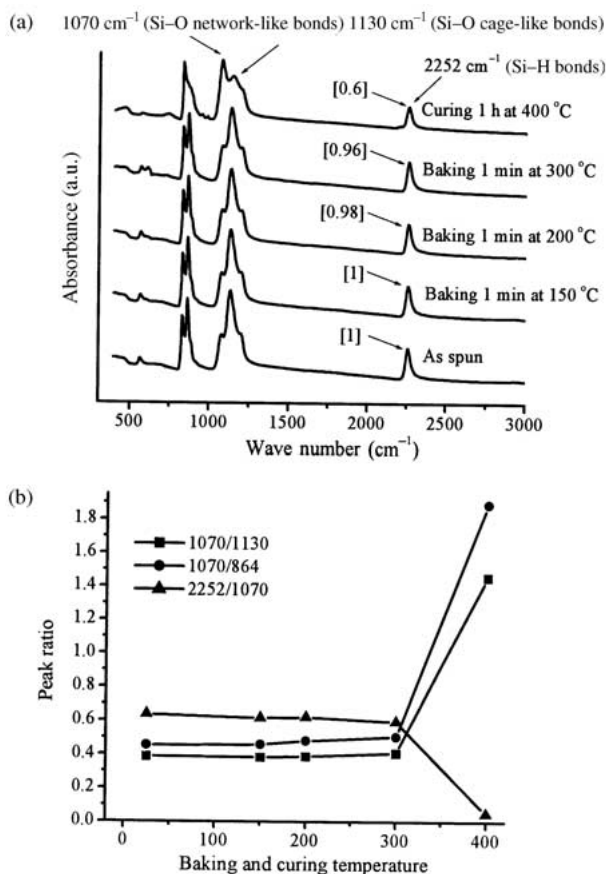 (a)
1070 cm⁻¹ (Si–O network-like bonds) 1130 cm⁻¹ (Si–O cage-like bonds)
2252 cm⁻¹ (Si–H bonds)
[0.6]
Curing 1 h at 400 °C
[0.96]
Baking 1 min at 300 °C
[0.98]
Baking 1 min at 200°C
[1]
Baking 1 min at 150 °C
[1]
As spun
Absorbance (a.u.)
500 1000 1500 2000 2500 3000
Wave number (cm⁻¹)
(b)
1.8
1.6
1.4
1.2
1.0
0.8
0.6
0.4
0.2
0.0
Peak ratio
1070/1130
1070/864
2252/1070
0 100 200 300 400
Baking and curing temperature